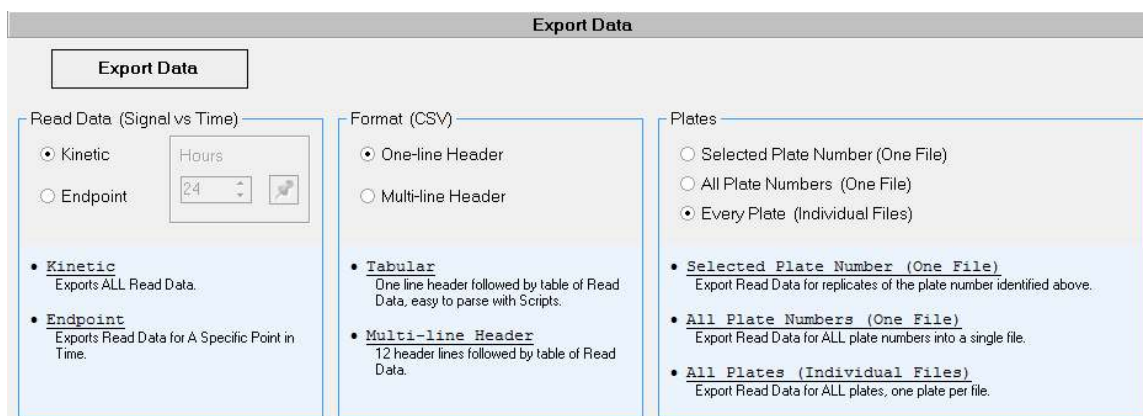 Export Data
Export Data
Read Data (Signal vs Time)
Kinetic
Hours
Endpoint
24
• Kinetic
Exports ALL Read Data.
• Endpoint
Exports Read Data for A Specific Point in
Time.
Format (CSV)
One-line Header
Multi-line Header
• Tabular
One line header followed by table of Read
Data, easy to parse with Scripts.
• Multi-line Header
12 header lines followed by table of Read
Data.
Plates
Selected Plate Number (One File)
All Plate Numbers (One File)
Every Plate (Individual Files)
• Selected Plate Number (One File)
Export Read Data for replicates of the plate number identified above.
• All Plate Numbers (One File)
Export Read Data for ALL plate numbers into a single file.
• All Plates (Individual Files)
Export Read Data for ALL plates, one plate per file.